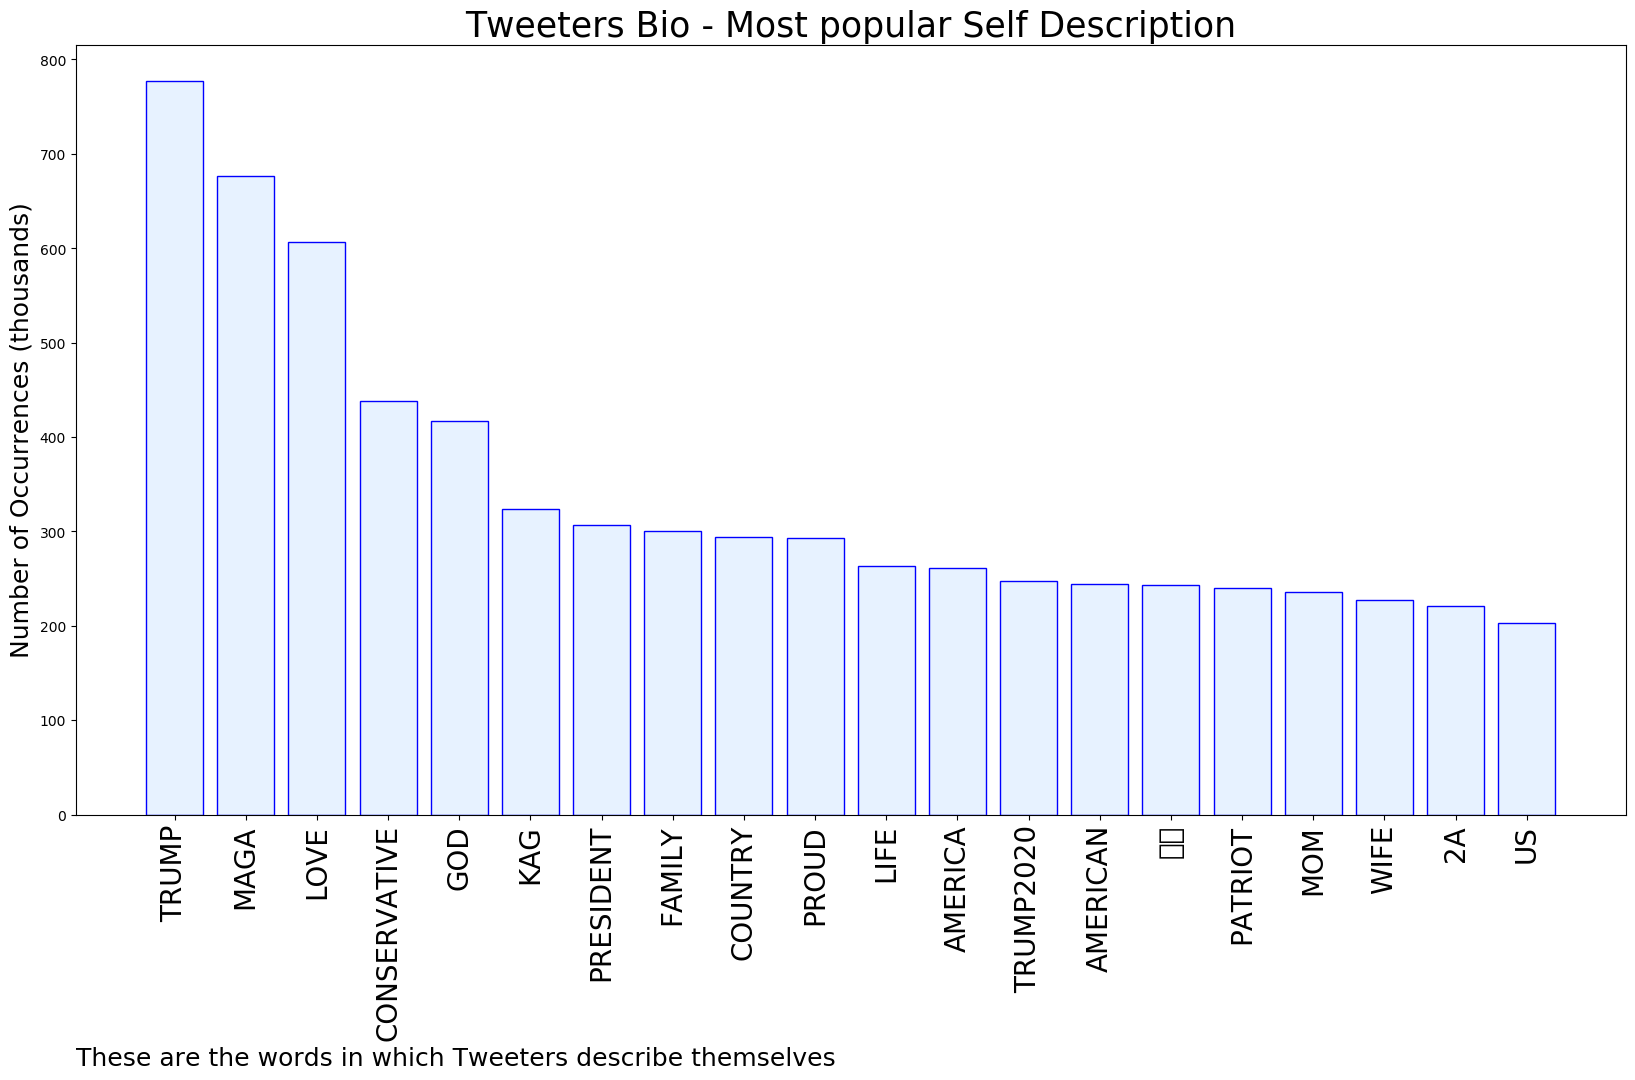 Tweeters Bio - Most popular Self Description
Number of Occurrences (thousands)
800
700
600
500
400
300
200
100
0
TRUMP
MAGA
LOVE
CONSERVATIVE
GOD
KAG
PRESIDENT
FAMILY
COUNTRY
PROUD
LIFE
AMERICA
TRUMP2020
AMERICAN
PATRIOT
MOM
WIFE
2A
US
These are the words in which Tweeters describe themselves